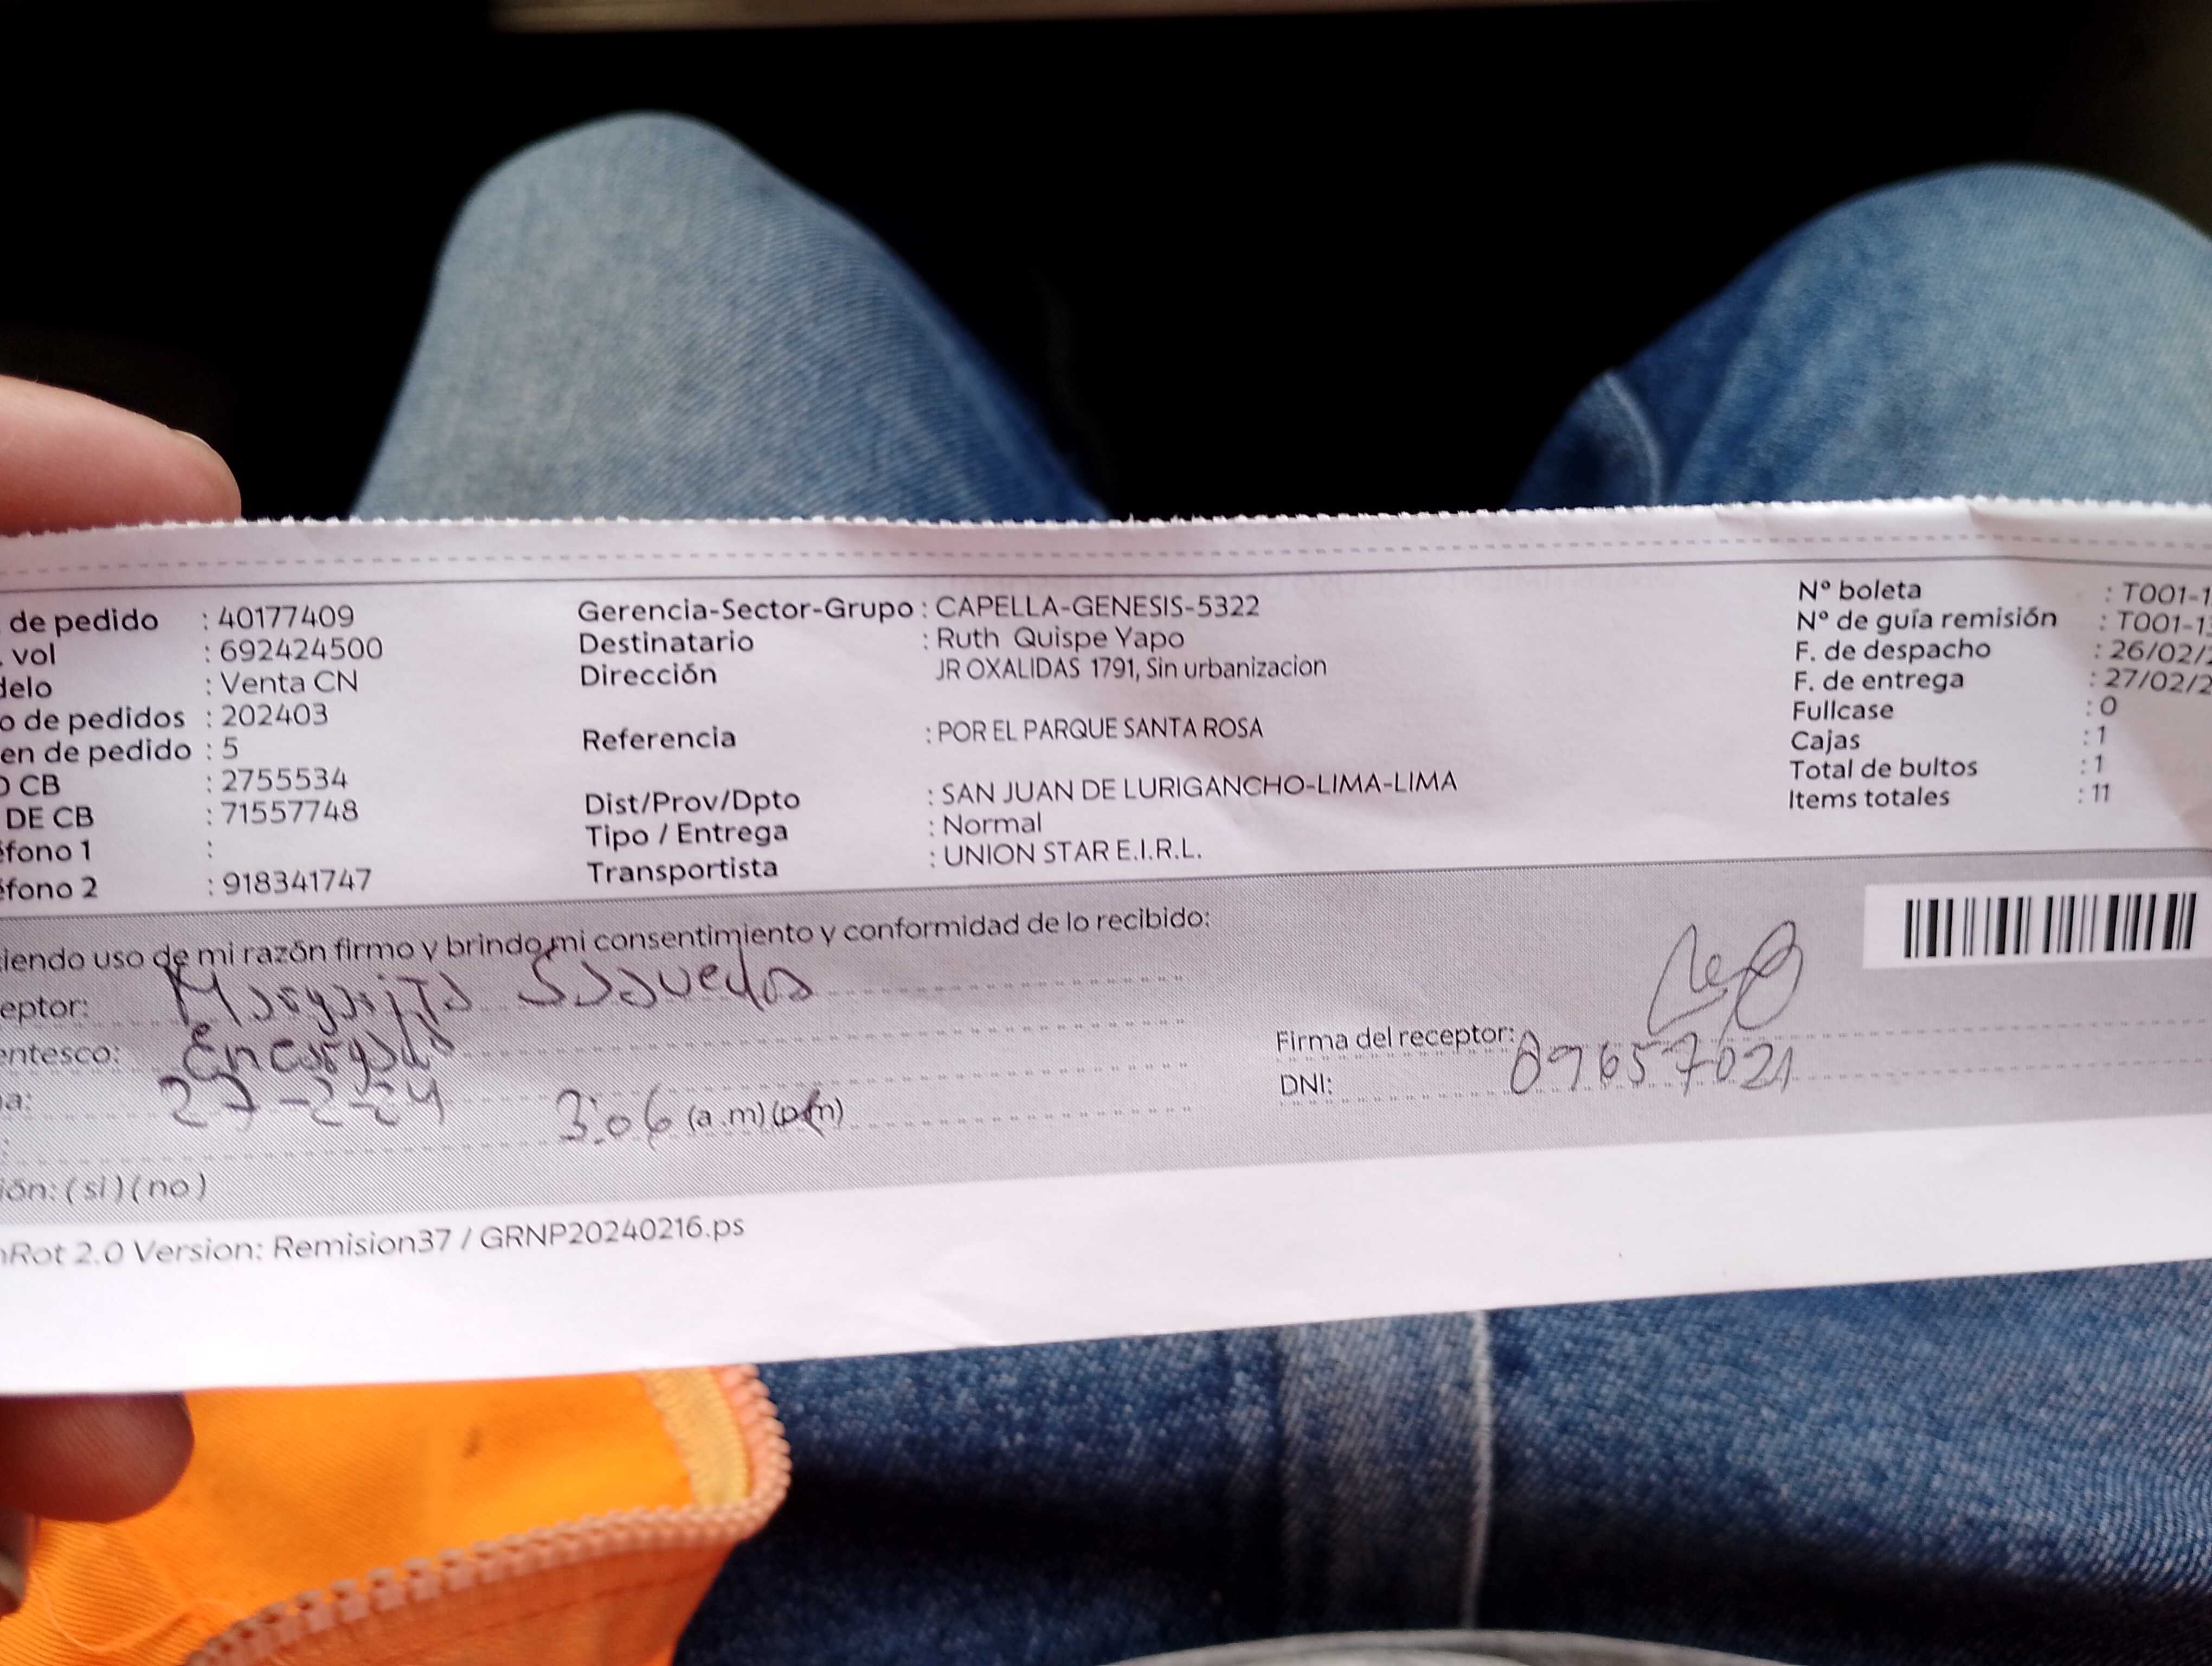 de pedido : 40177409
. vol : 692424500
delo : Venta CN
o de pedidos : 202403
en de pedido : 5
O CB : 2755534
DE CB : 71557748
éfono 1 :
éfono 2 : 918341747
Gerencia-Sector-Grupo : CAPELLA-GENESIS-5322
Destinatario : Ruth Quispe Yapo
Dirección JR OXALIDAS 1791, Sin urbanizacion
Referencia : POR EL PARQUE SANTA ROSA
Dist/Prov/Dpto : SAN JUAN DE LURIGANCHO-LIMA-LIMA
Tipo / Entrega : Normal
Transportista : UNION STAR E.I.R.L.
Nº boleta : T001-1
Nº de guía remisión : T001-13
F. de despacho : 26/02/2
F. de entrega : 27/02/2
Fullcase : 0
Cajas : 1
Total de bultos : 1
Items totales : 11
ciendo uso de mi razón firmo y brindo mi consentimiento y conformidad de lo recibido:
eptor: Margarita
entesco: Encargada
a: 27-2-24
: 3:06 (a.m) (pm)
Firma del receptor:
DNI: 09657021
ión: ( si ) ( no )
nRot 2.0 Version: Remision37 / GRNP20240216.ps